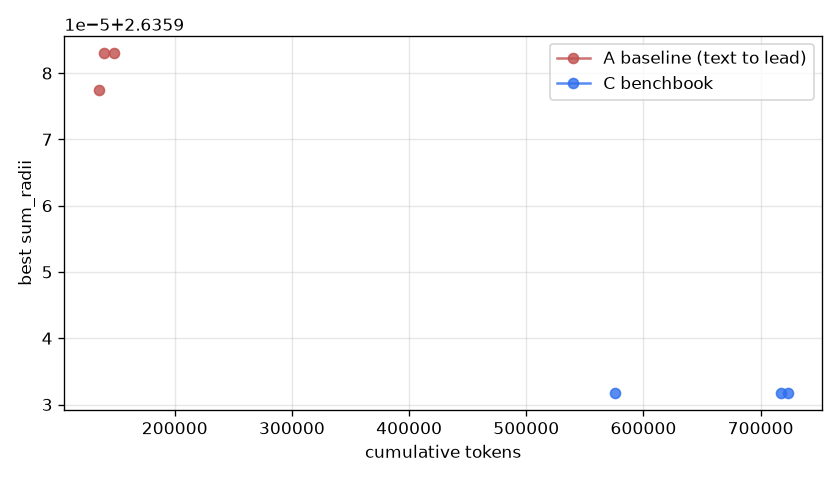 1e−5+2.6359
8
7
6
5
4
3
best sum_radii
A baseline (text to lead)
C benchbook
200000 300000 400000 500000 600000 700000
cumulative tokens